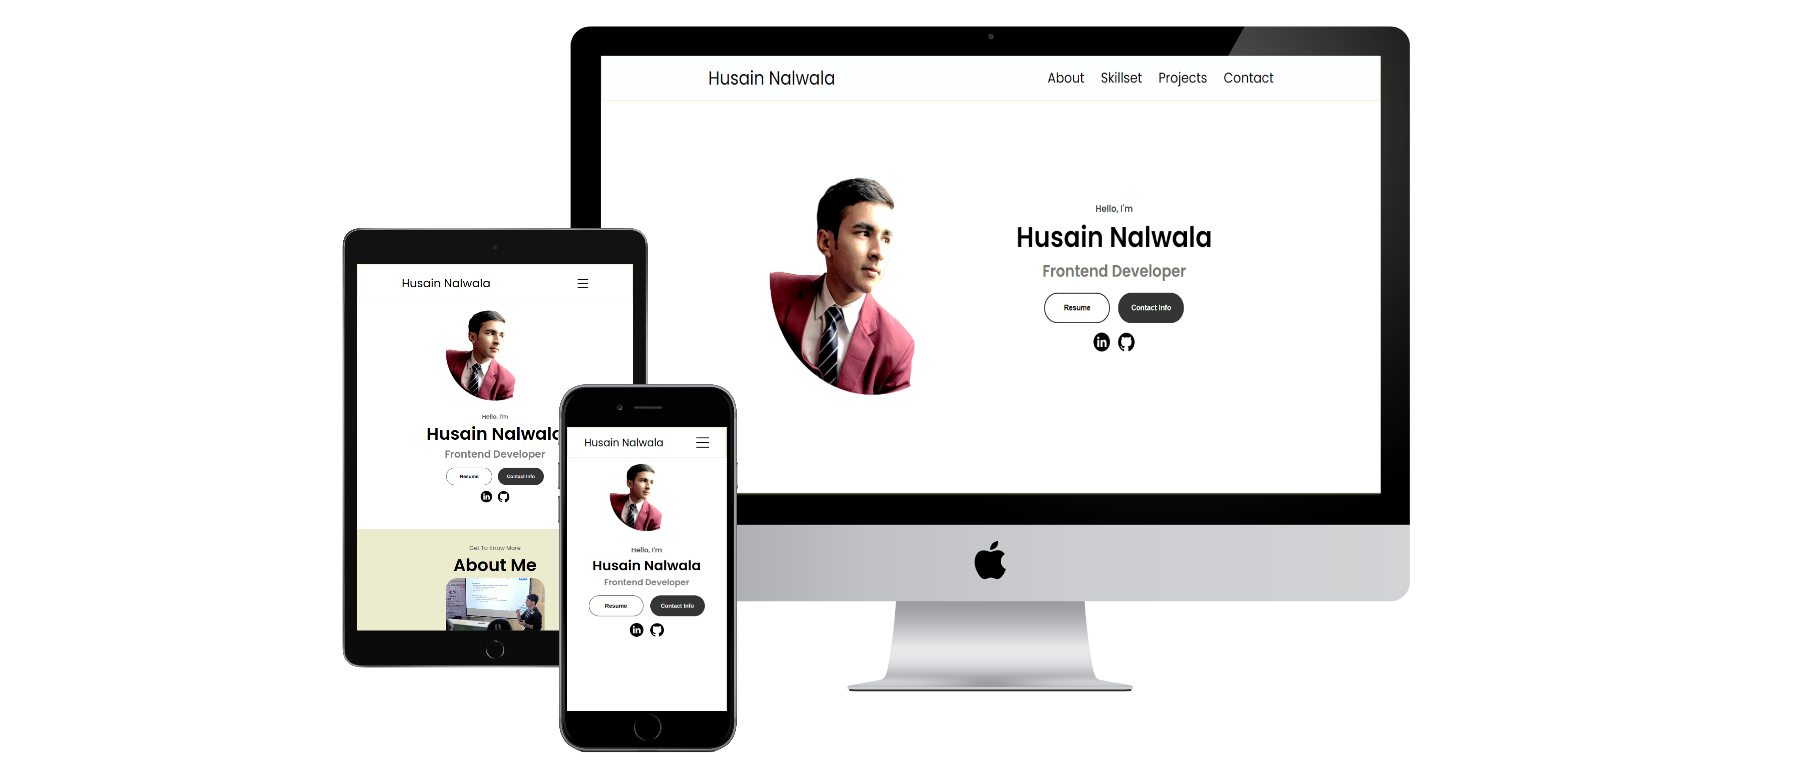 Husain Nalwala
About Skillset Projects Contact
Hello, I'm
Husain Nalwala
Frontend Developer
Resume Contact Info
Husain Nalwala
Hello, I'm
Husain Nalwala
Frontend Developer
Resume Contact Info
Get To Know More
About Me
Husain Nalwala
Hello, I'm
Husain Nalwala
Frontend Developer
Resume Contact Info